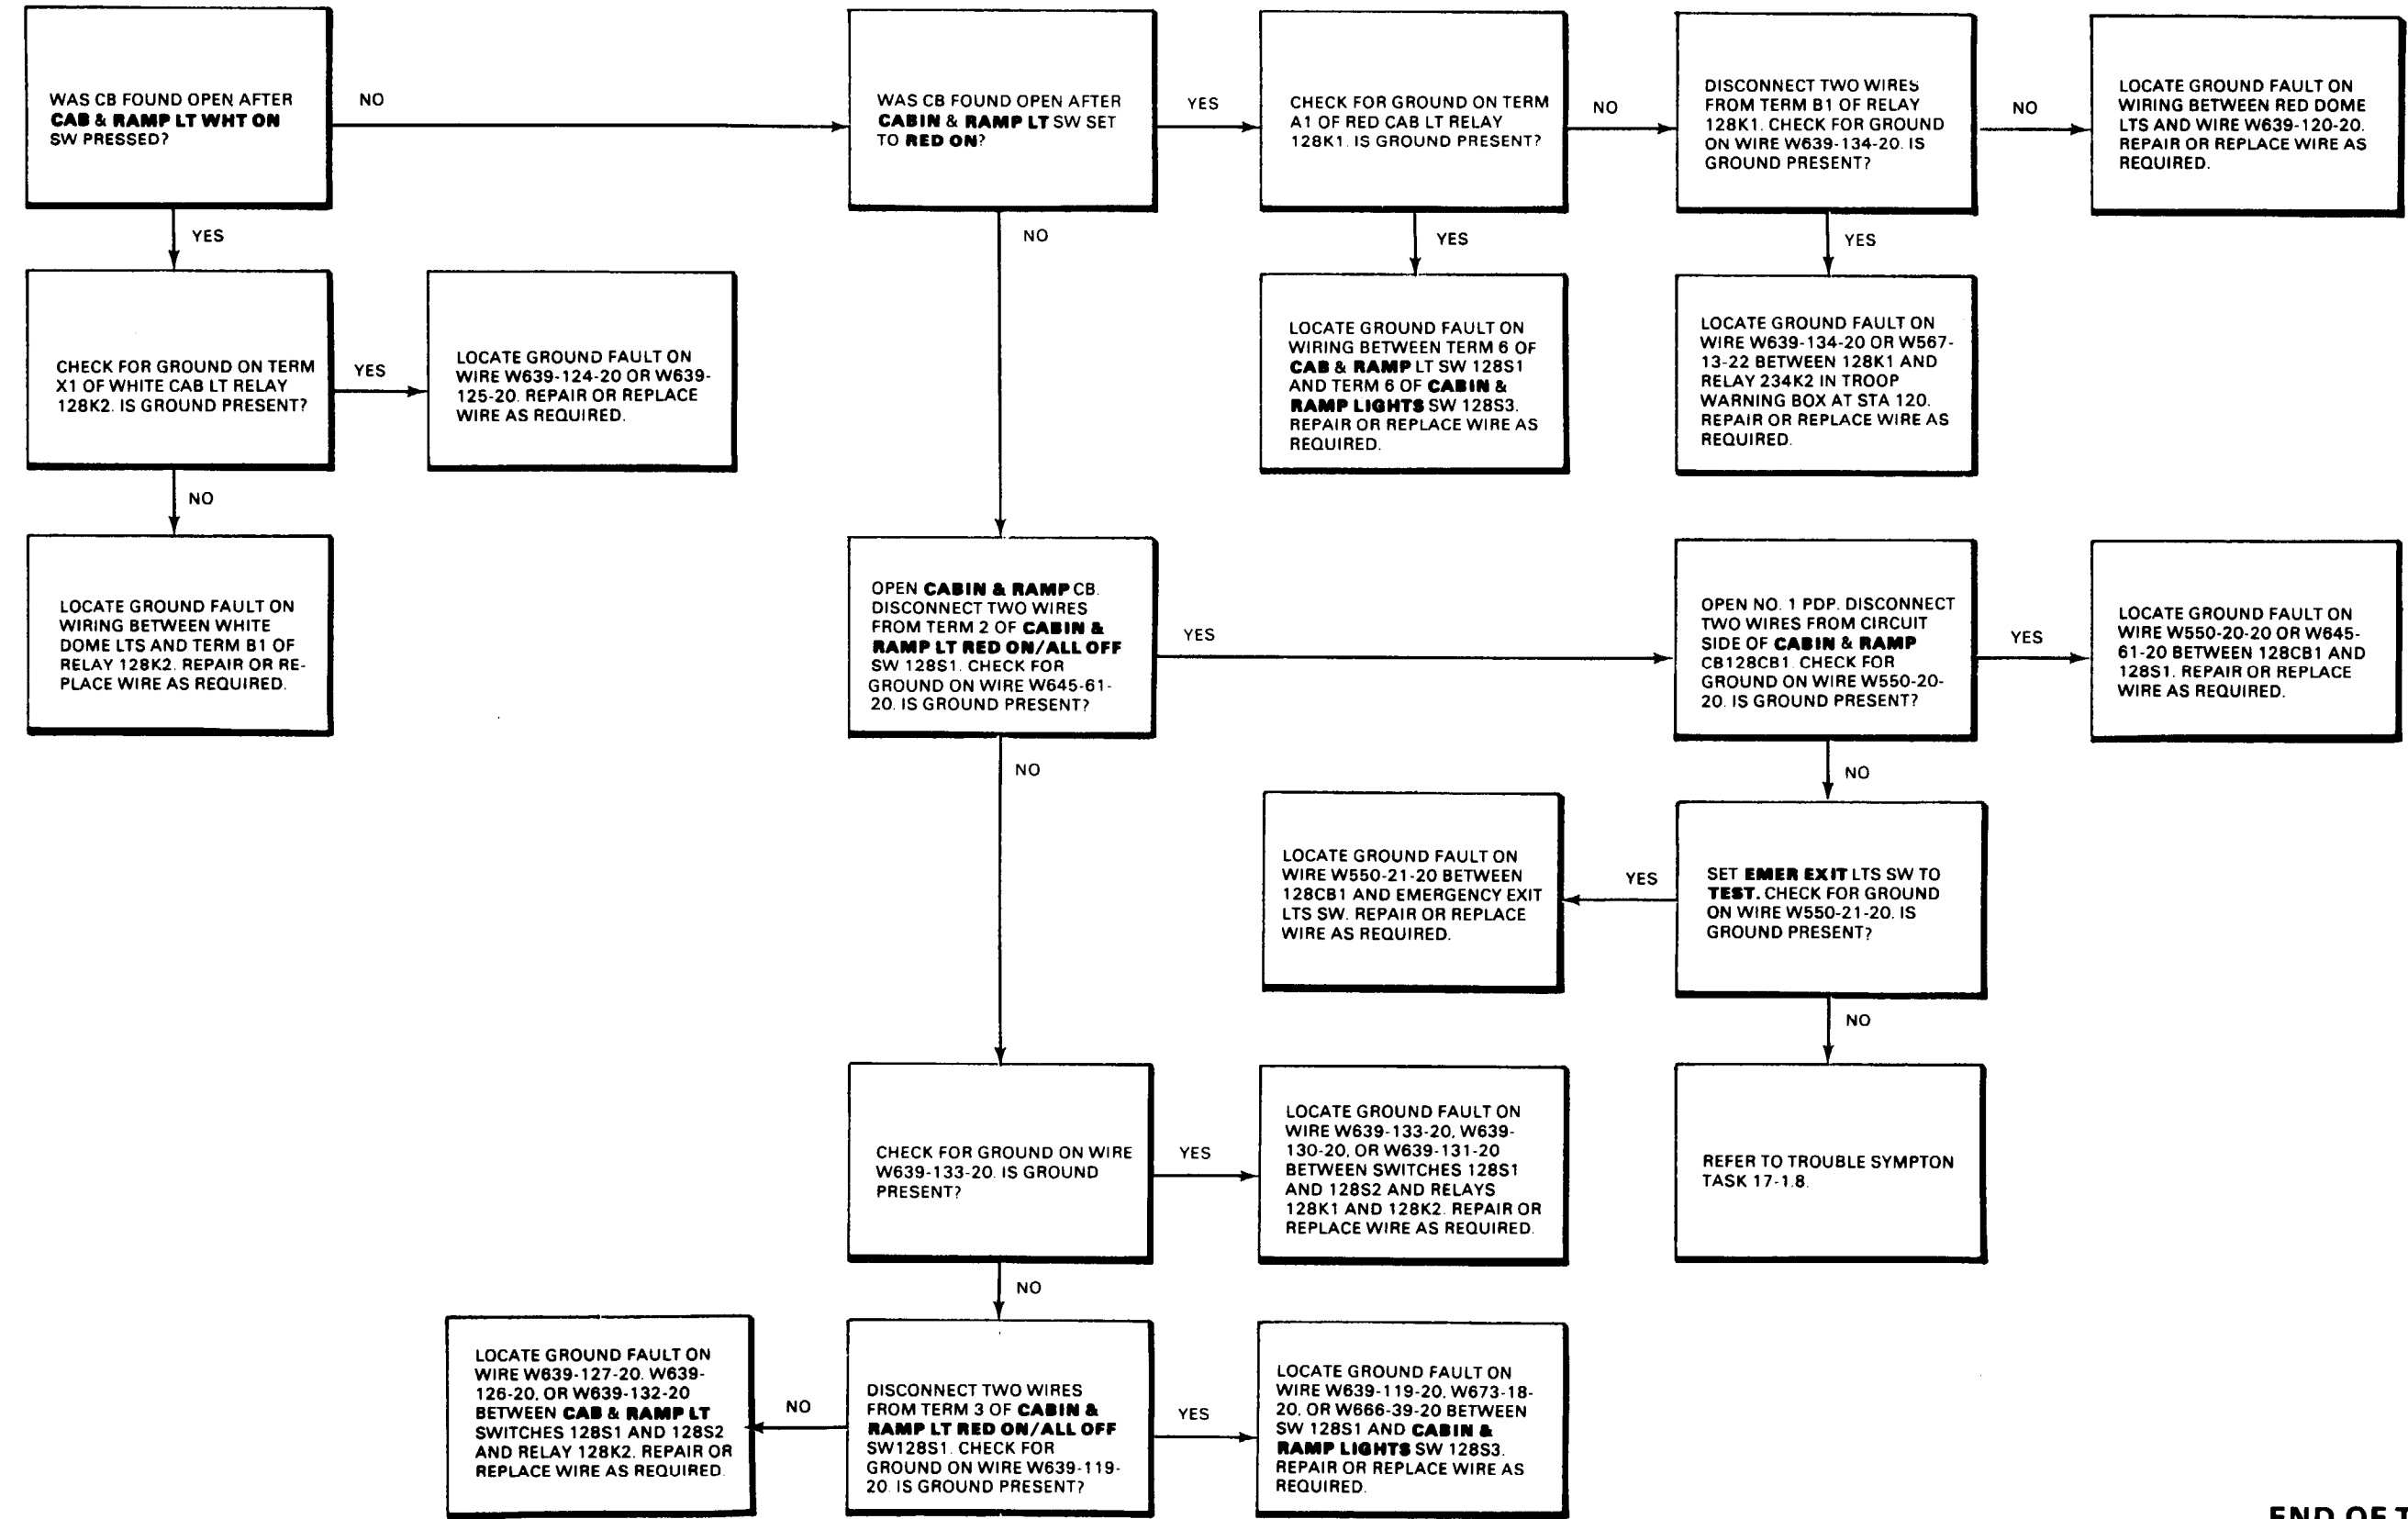 WAS CB FOUND OPEN AFTER
CAB & RAMP LT WHT ON
SW PRESSED?
NO
WAS CB FOUND OPEN AFTER
CABIN & RAMP LT SW SET
TO RED ON?
YES
CHECK FOR GROUND ON TERM
A1 OF RED CAB LT RELAY
128K1. IS GROUND PRESENT?
NO
DISCONNECT TWO WIRES
FROM TERM B1 OF RELAY
128K1. CHECK FOR GROUND
ON WIRE W639-134-20. IS
GROUND PRESENT?
NO
LOCATE GROUND FAULT ON
WIRING BETWEEN RED DOME
LTS AND WIRE W639-120-20.
REPAIR OR REPLACE WIRE AS
REQUIRED.
YES
NO
YES
YES
CHECK FOR GROUND ON TERM
X1 OF WHITE CAB LT RELAY
128K2. IS GROUND PRESENT?
YES
LOCATE GROUND FAULT ON
WIRE W639-124-20 OR W639-
125-20. REPAIR OR REPLACE
WIRE AS REQUIRED.
LOCATE GROUND FAULT ON
WIRING BETWEEN TERM 6 OF
CAB & RAMP LT SW 128S1
AND TERM 6 OF CABIN &
RAMP LIGHTS SW 128S3.
REPAIR OR REPLACE WIRE AS
REQUIRED.
LOCATE GROUND FAULT ON
WIRE W639-134-20 OR W567-
13-22 BETWEEN 128K1 AND
RELAY 234K2 IN TROOP
WARNING BOX AT STA 120.
REPAIR OR REPLACE WIRE AS
REQUIRED.
NO
LOCATE GROUND FAULT ON
WIRING BETWEEN WHITE
DOME LTS AND TERM B1 OF
RELAY 128K2. REPAIR OR RE-
PLACE WIRE AS REQUIRED.
OPEN CABIN & RAMP CB.
DISCONNECT TWO WIRES
FROM TERM 2 OF CABIN &
RAMP LT RED ON/ALL OFF
SW 128S1. CHECK FOR
GROUND ON WIRE W645-61-
20. IS GROUND PRESENT?
YES
OPEN NO. 1 PDP. DISCONNECT
TWO WIRES FROM CIRCUIT
SIDE OF CABIN & RAMP
CB128CB1. CHECK FOR
GROUND ON WIRE W550-20-
20. IS GROUND PRESENT?
YES
LOCATE GROUND FAULT ON
WIRE W550-20-20 OR W645-
61-20 BETWEEN 128CB1 AND
128S1. REPAIR OR REPLACE
WIRE AS REQUIRED.
NO
NO
LOCATE GROUND FAULT ON
WIRE W550-21-20 BETWEEN
128CB1 AND EMERGENCY EXIT
LTS SW. REPAIR OR REPLACE
WIRE AS REQUIRED.
YES
SET EMER EXIT LTS SW TO
TEST. CHECK FOR GROUND
ON WIRE W550-21-20. IS
GROUND PRESENT?
NO
CHECK FOR GROUND ON WIRE
W639-133-20. IS GROUND
PRESENT?
YES
LOCATE GROUND FAULT ON
WIRE W639-133-20, W639-
130-20, OR W639-131-20
BETWEEN SWITCHES 128S1
AND 128S2 AND RELAYS
128K1 AND 128K2. REPAIR OR
REPLACE WIRE AS REQUIRED.
REFER TO TROUBLE SYMPTON
TASK 17-1.8.
NO
LOCATE GROUND FAULT ON
WIRE W639-127-20. W639-
126-20, OR W639-132-20
BETWEEN CAB & RAMP LT
SWITCHES 128S1 AND 128S2
AND RELAY 128K2. REPAIR OR
REPLACE WIRE AS REQUIRED.
NO
DISCONNECT TWO WIRES
FROM TERM 3 OF CABIN &
RAMP LT RED ON/ALL OFF
SW128S1. CHECK FOR
GROUND ON WIRE W639-119-
20. IS GROUND PRESENT?
YES
LOCATE GROUND FAULT ON
WIRE W639-119-20, W673-18-
20, OR W666-39-20 BETWEEN
SW 128S1 AND CABIN &
RAMP LIGHTS SW 128S3.
REPAIR OR REPLACE WIRE AS
REQUIRED.
END OF T